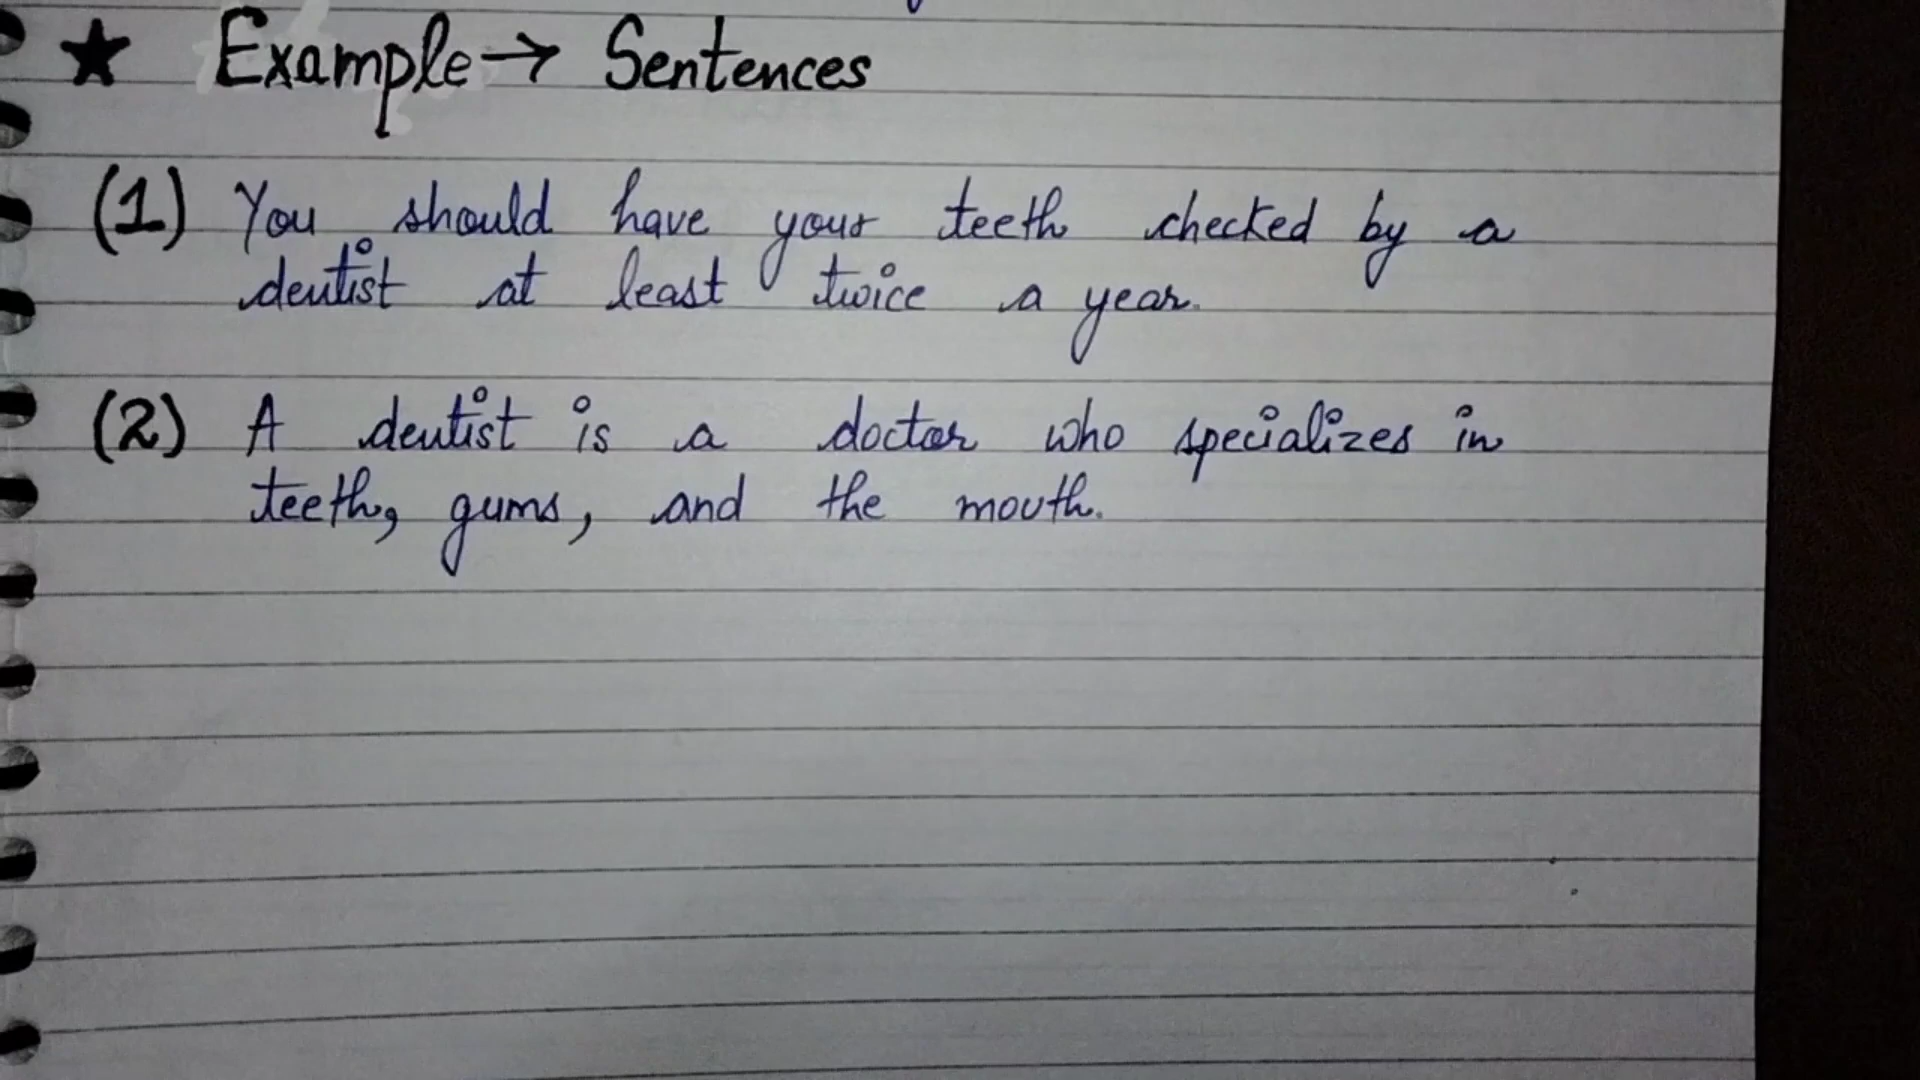 ★ Example → Sentences
(1) You should have your teeth checked by a
dentist at least twice a year.
(2) A dentist is a doctor who specializes in
teeth, gums, and the mouth.